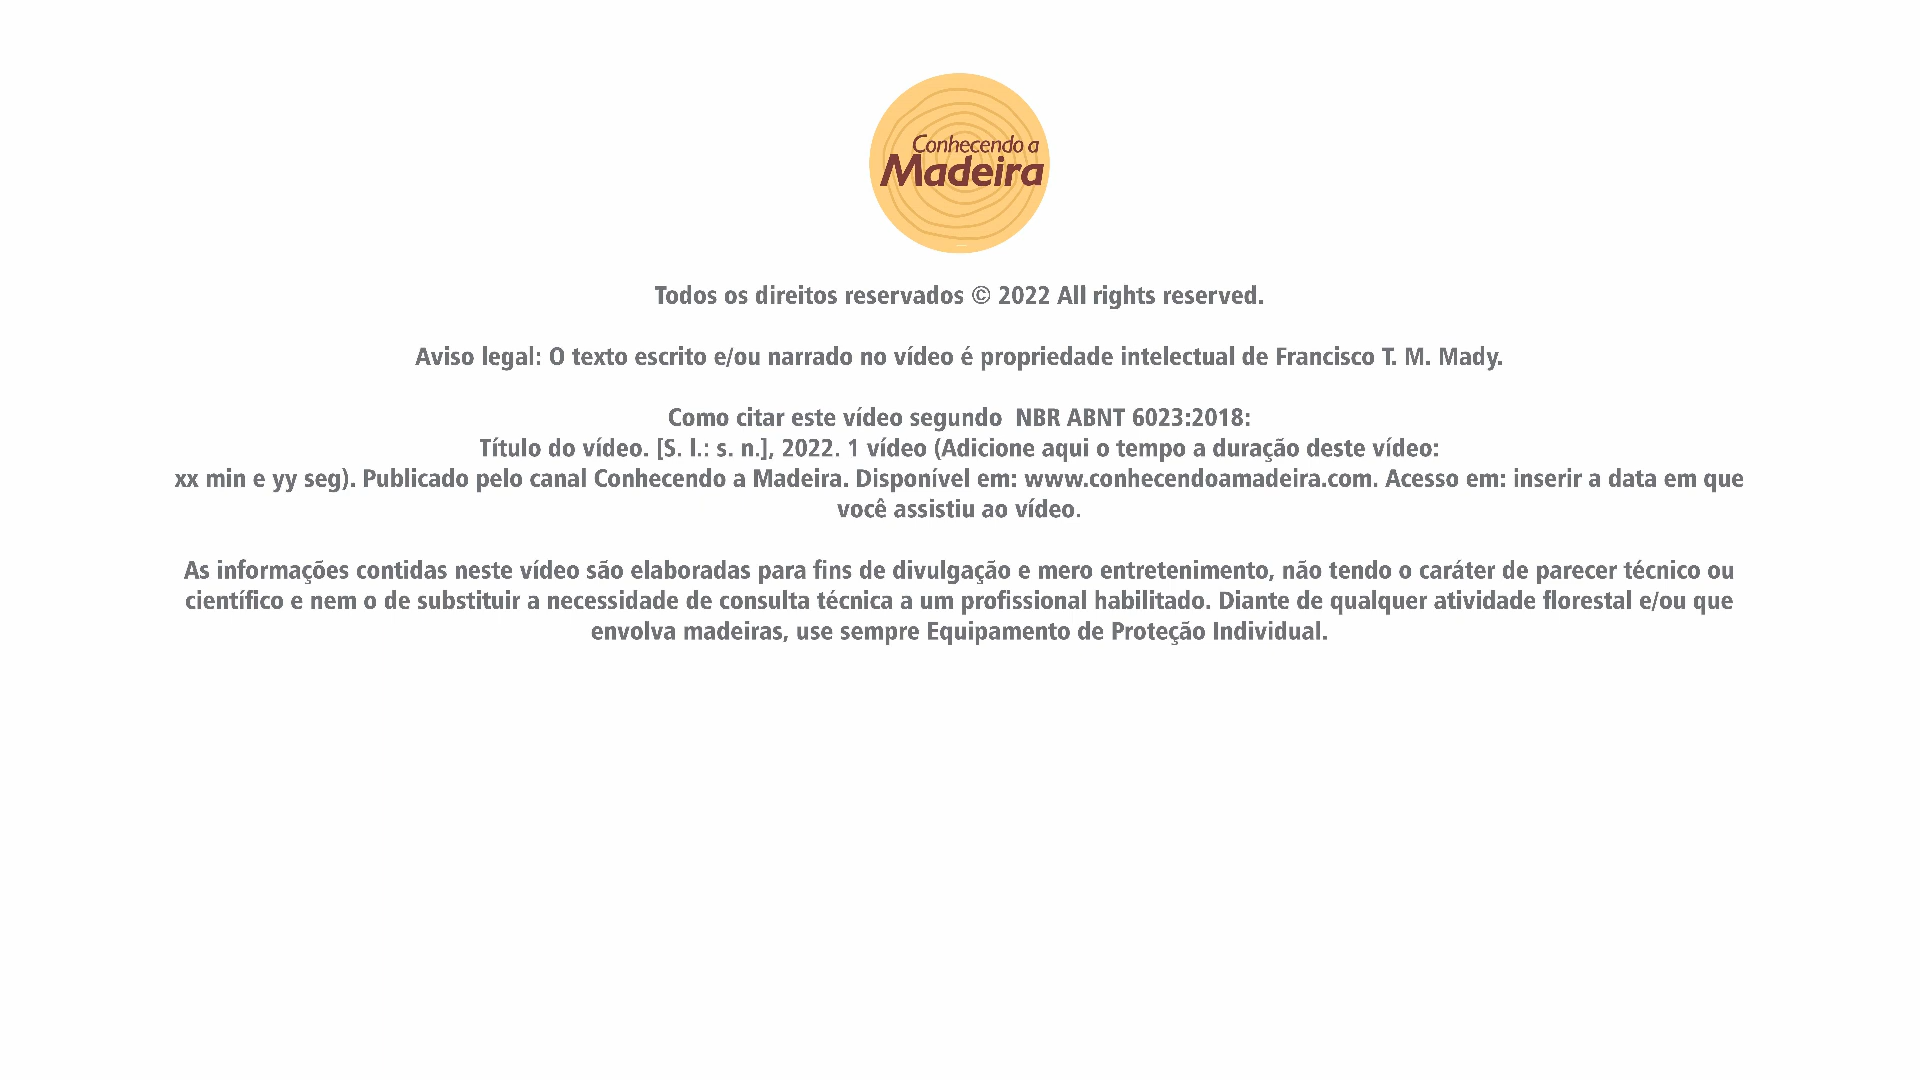 Conhecendo a
Madeira
Todos os direitos reservados © 2022 All rights reserved.
Aviso legal: O texto escrito e/ou narrado no vídeo é propriedade intelectual de Francisco T. M. Mady.
Como citar este vídeo segundo  NBR ABNT 6023:2018:
Título do vídeo. [S. l.: s. n.], 2022. 1 vídeo (Adicione aqui o tempo a duração deste vídeo:
xx min e yy seg). Publicado pelo canal Conhecendo a Madeira. Disponível em: www.conhecendoamadeira.com. Acesso em: inserir a data em que
você assistiu ao vídeo.
As informações contidas neste vídeo são elaboradas para fins de divulgação e mero entretenimento, não tendo o caráter de parecer técnico ou
científico e nem o de substituir a necessidade de consulta técnica a um profissional habilitado. Diante de qualquer atividade florestal e/ou que
envolva madeiras, use sempre Equipamento de Proteção Individual.